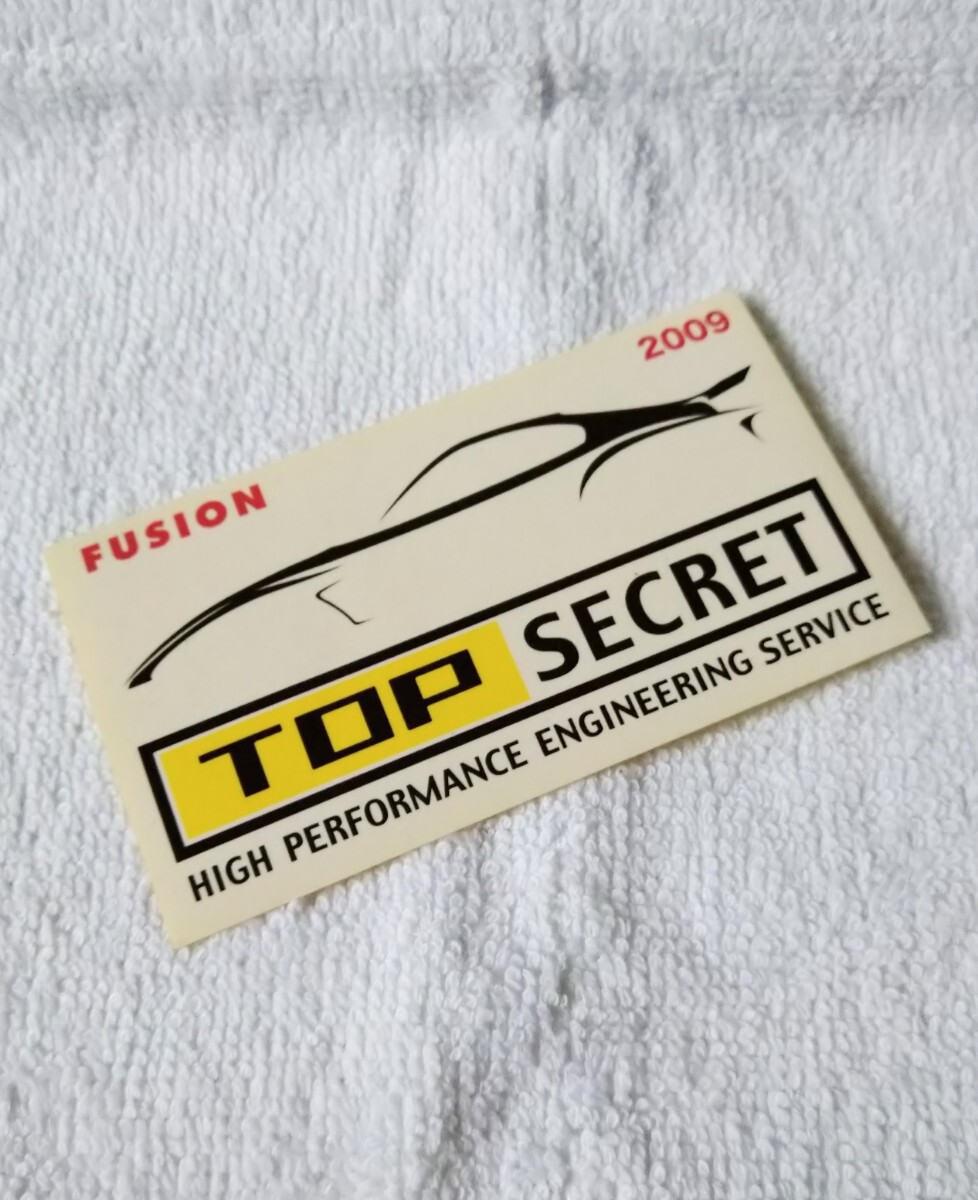 FUSION 2009
TOP SECRET
HIGH PERFORMANCE ENGINEERING SERVICE